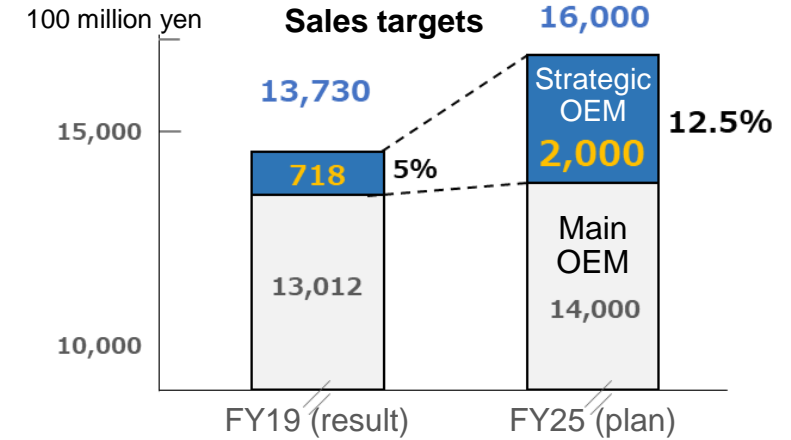 100 million yen
Sales targets
16,000
13,730
15,000
Strategic
OEM
2,000
12.5%
718
5%
Main
OEM
13,012
14,000
10,000
FY19 (result)
FY25 (plan)